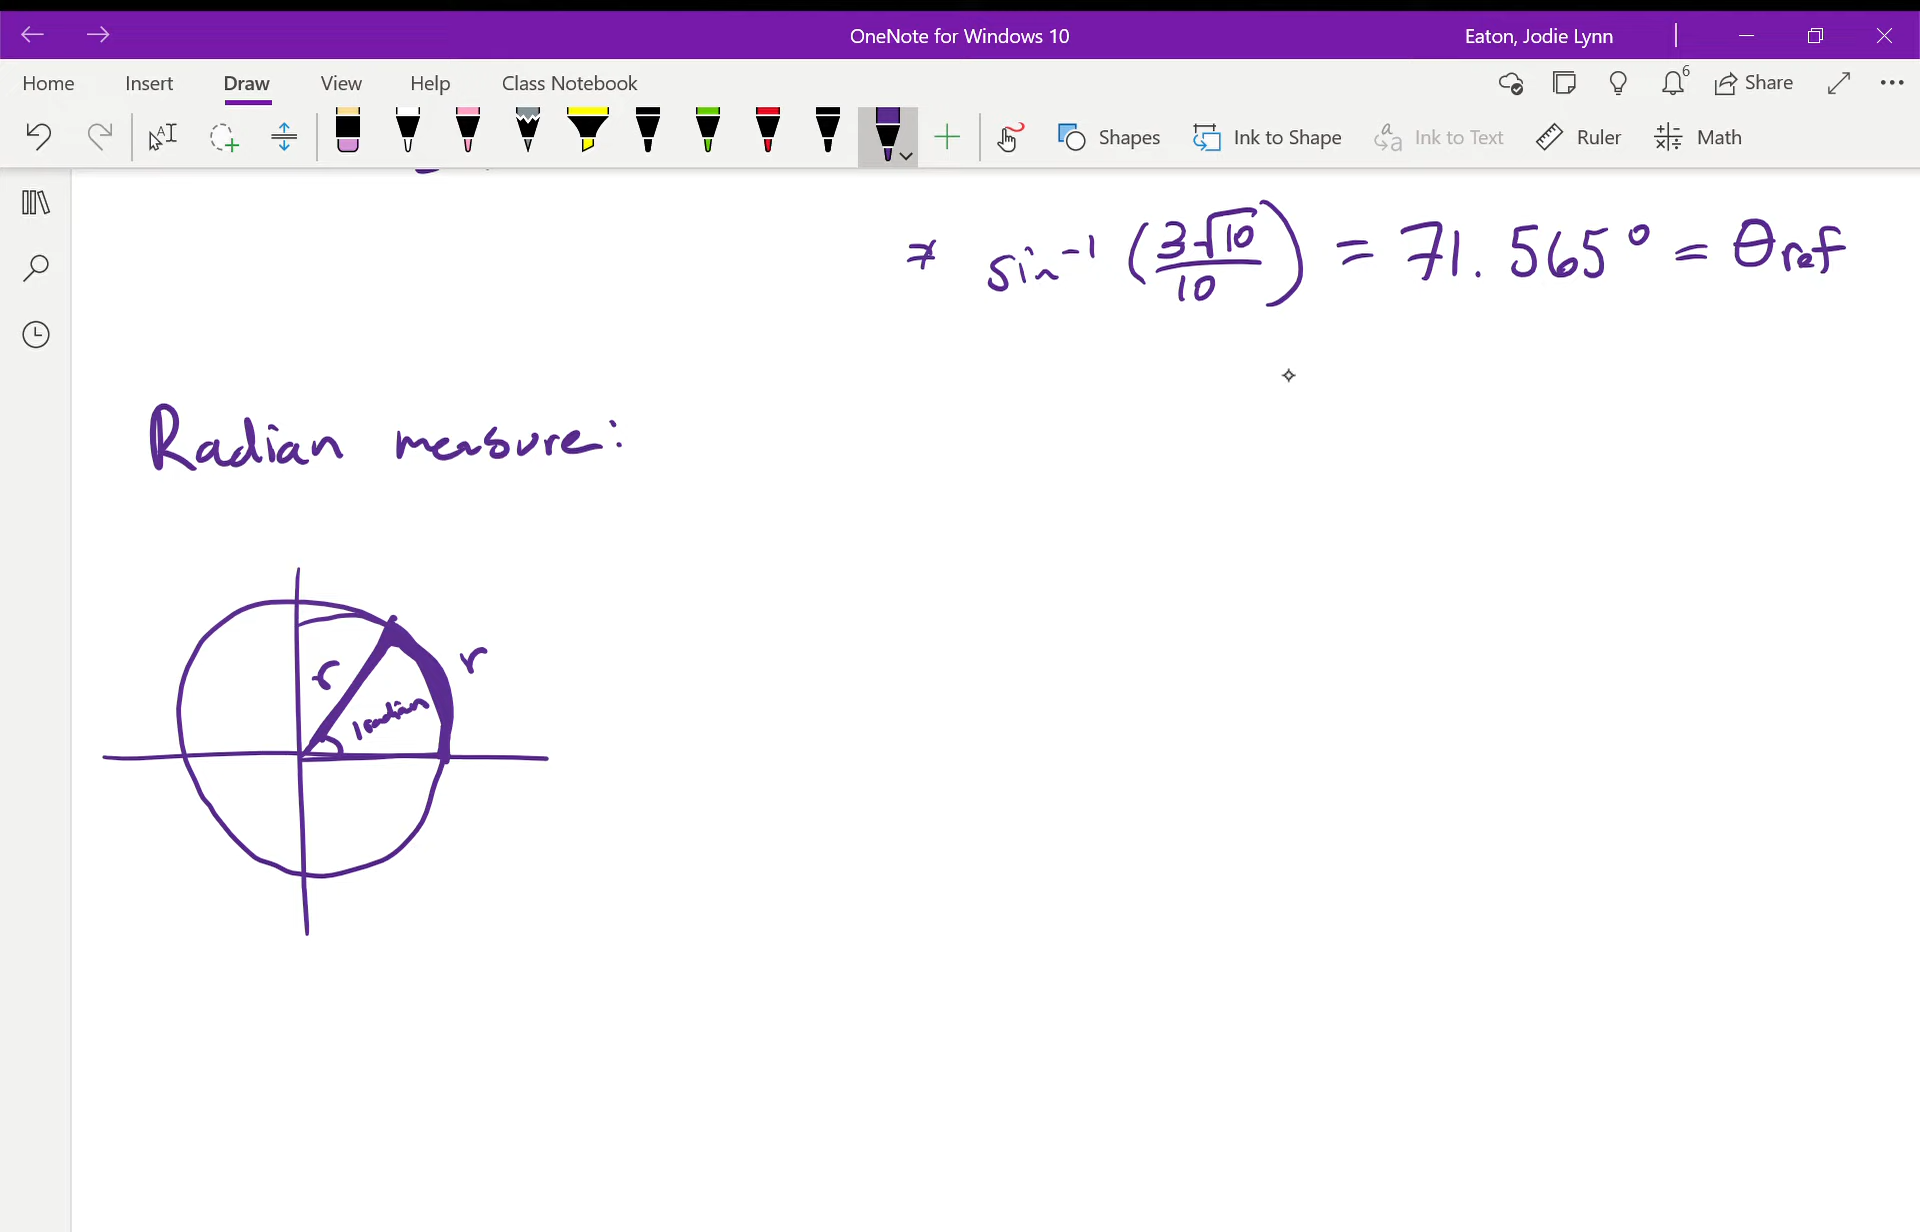 OneNote for Windows 10
Eaton, Jodie Lynn
Home Insert Draw View Help Class Notebook
6
Share
A
Shapes
Ink to Shape
a
a
Ink to Text
Ruler
Math
sin⁻¹ (3√10/10) = 71.565° = θref
Radian measure:
r
r
1 radian